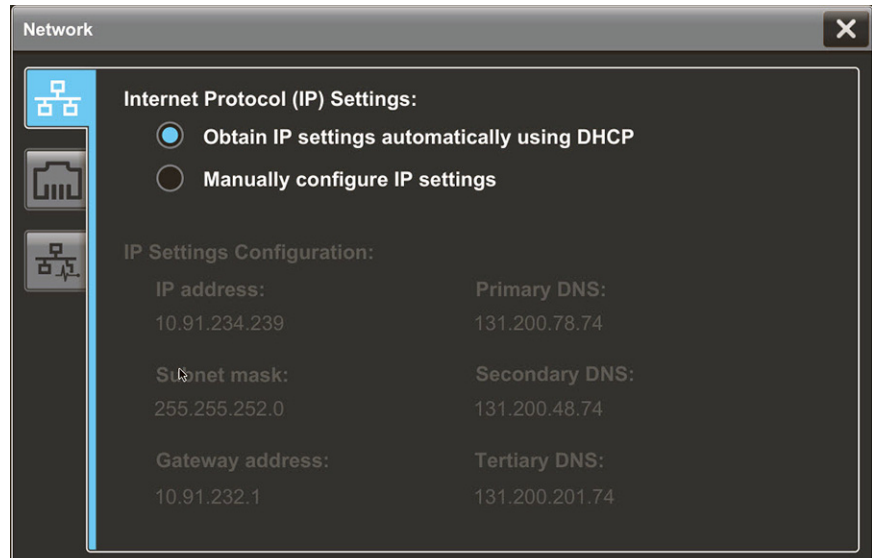 Network
Internet Protocol (IP) Settings:
Obtain IP settings automatically using DHCP
Manually configure IP settings
IP Settings Configuration:
IP address: Primary DNS:
10.91.234.239 131.200.78.74
Subnet mask: Secondary DNS:
255.255.252.0 131.200.48.74
Gateway address: Tertiary DNS:
10.91.232.1 131.200.201.74